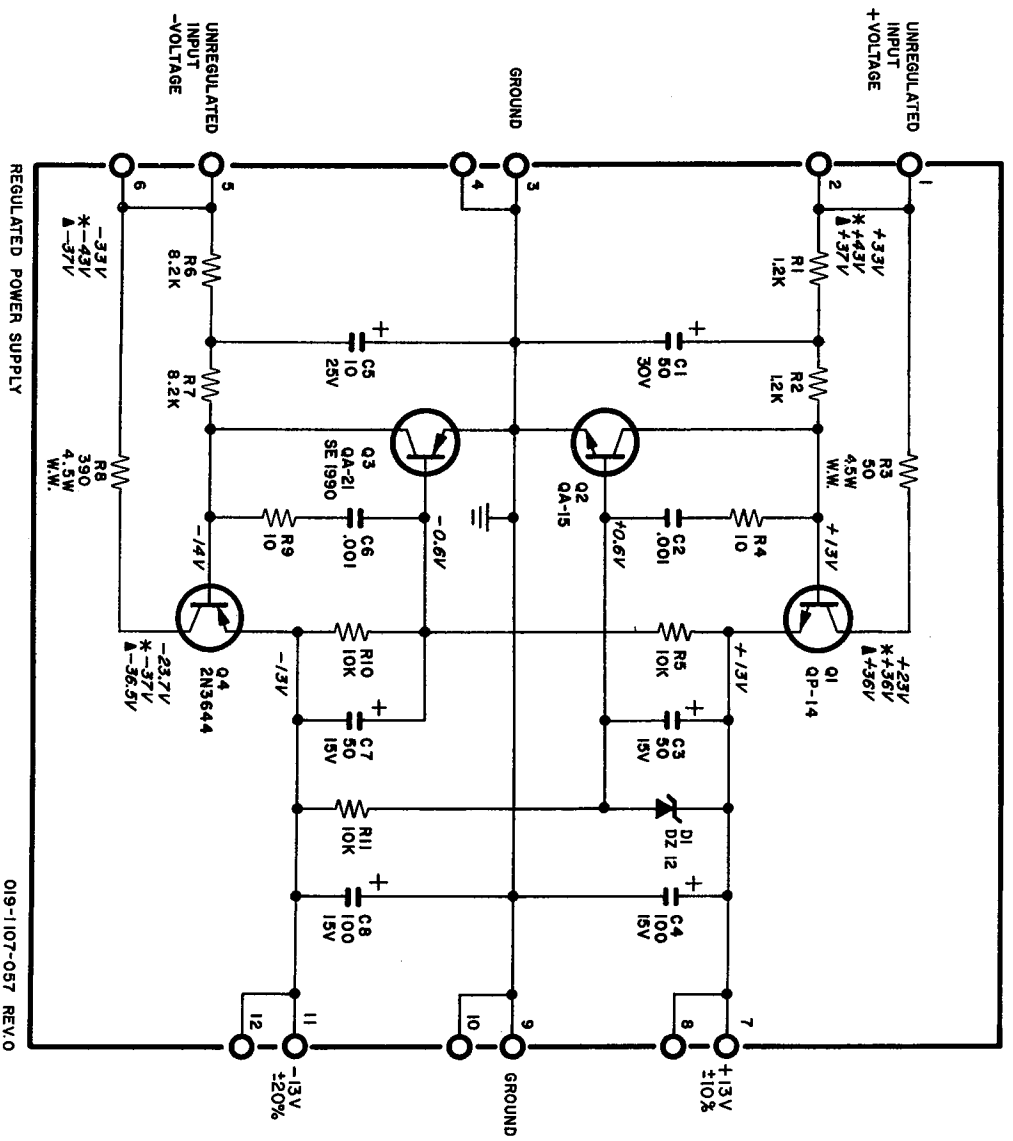 UNREGULATED
INPUT
+VOLTAGE
GROUND
UNREGULATED
INPUT
-VOLTAGE
1
2
3
4
5
6
+33V
*+43V
▲+37V
R1
1.2K
R2
1.2K
R3
50
45W
W.W.
C1
50
30V
Q2
QA-15
+0.6V
R4
10
C2
.001
+13V
Q1
QP-14
+23V
*+36V
▲+36V
+13V
R5
10K
C3
50
15V
D1
DZ 12
C4
100
15V
7
8
+13V
±10%
9
10
GROUND
R6
8.2K
R7
8.2K
C5
10
25V
Q3
QA-21
SE 1990
-0.6V
C6
.001
R9
10
-14V
Q4
2N3644
-23.7V
*-37V
▲-36.5V
-13V
R10
10K
C7
50
15V
R11
10K
C8
100
15V
11
12
-13V
±20%
-33V
*-43V
▲-37V
R8
390
4.5W
W.W.
REGULATED POWER SUPPLY
019-1107-057 REV.0